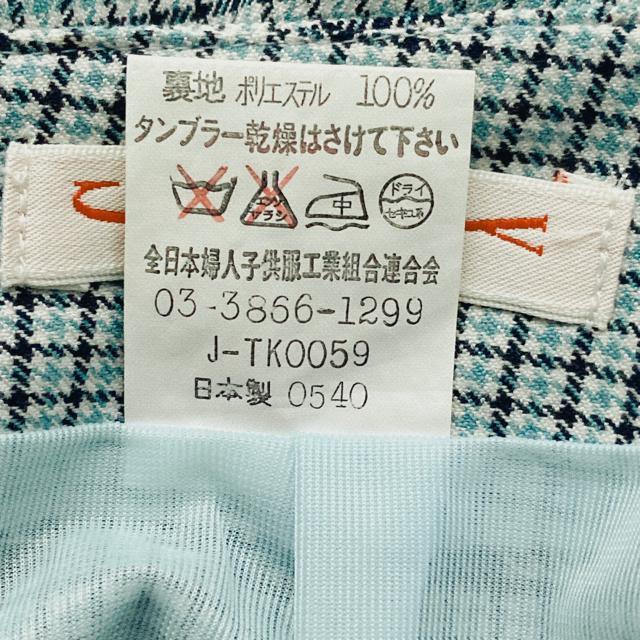 裏地 ポリエステル 100%
タンブラー乾燥はさけて下さい
エンソサラシ 中 ドライ セキユ系
全日本婦人子供服工業組合連合会
03-3866-1299
J-TK0059
日本製 0540